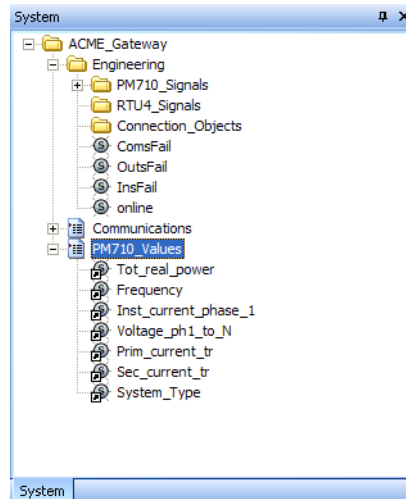 System
ACME_Gateway
Engineering
PM710_Signals
RTU4_Signals
Connection_Objects
ComsFail
OutsFail
InsFail
online
Communications
PM710_Values
Tot_real_power
Frequency
Inst_current_phase_1
Voltage_ph1_to_N
Prim_current_tr
Sec_current_tr
System_Type
System